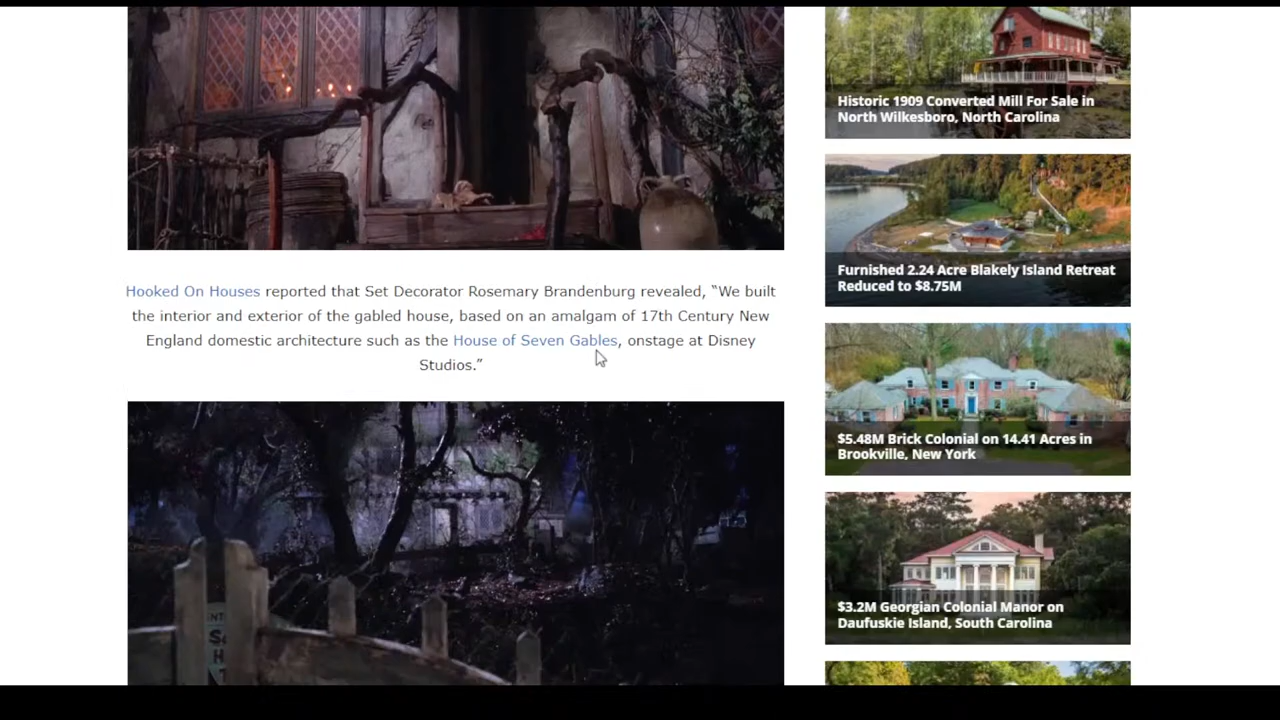 Hooked On Houses reported that Set Decorator Rosemary Brandenburg revealed, “We built
the interior and exterior of the gabled house, based on an amalgam of 17th Century New
England domestic architecture such as the House of Seven Gables, onstage at Disney
Studios.”
Historic 1909 Converted Mill For Sale in
North Wilkesboro, North Carolina
Furnished 2.24 Acre Blakely Island Retreat
Reduced to $8.75M
$5.48M Brick Colonial on 14.41 Acres in
Brookville, New York
$3.2M Georgian Colonial Manor on
Daufuskie Island, South Carolina